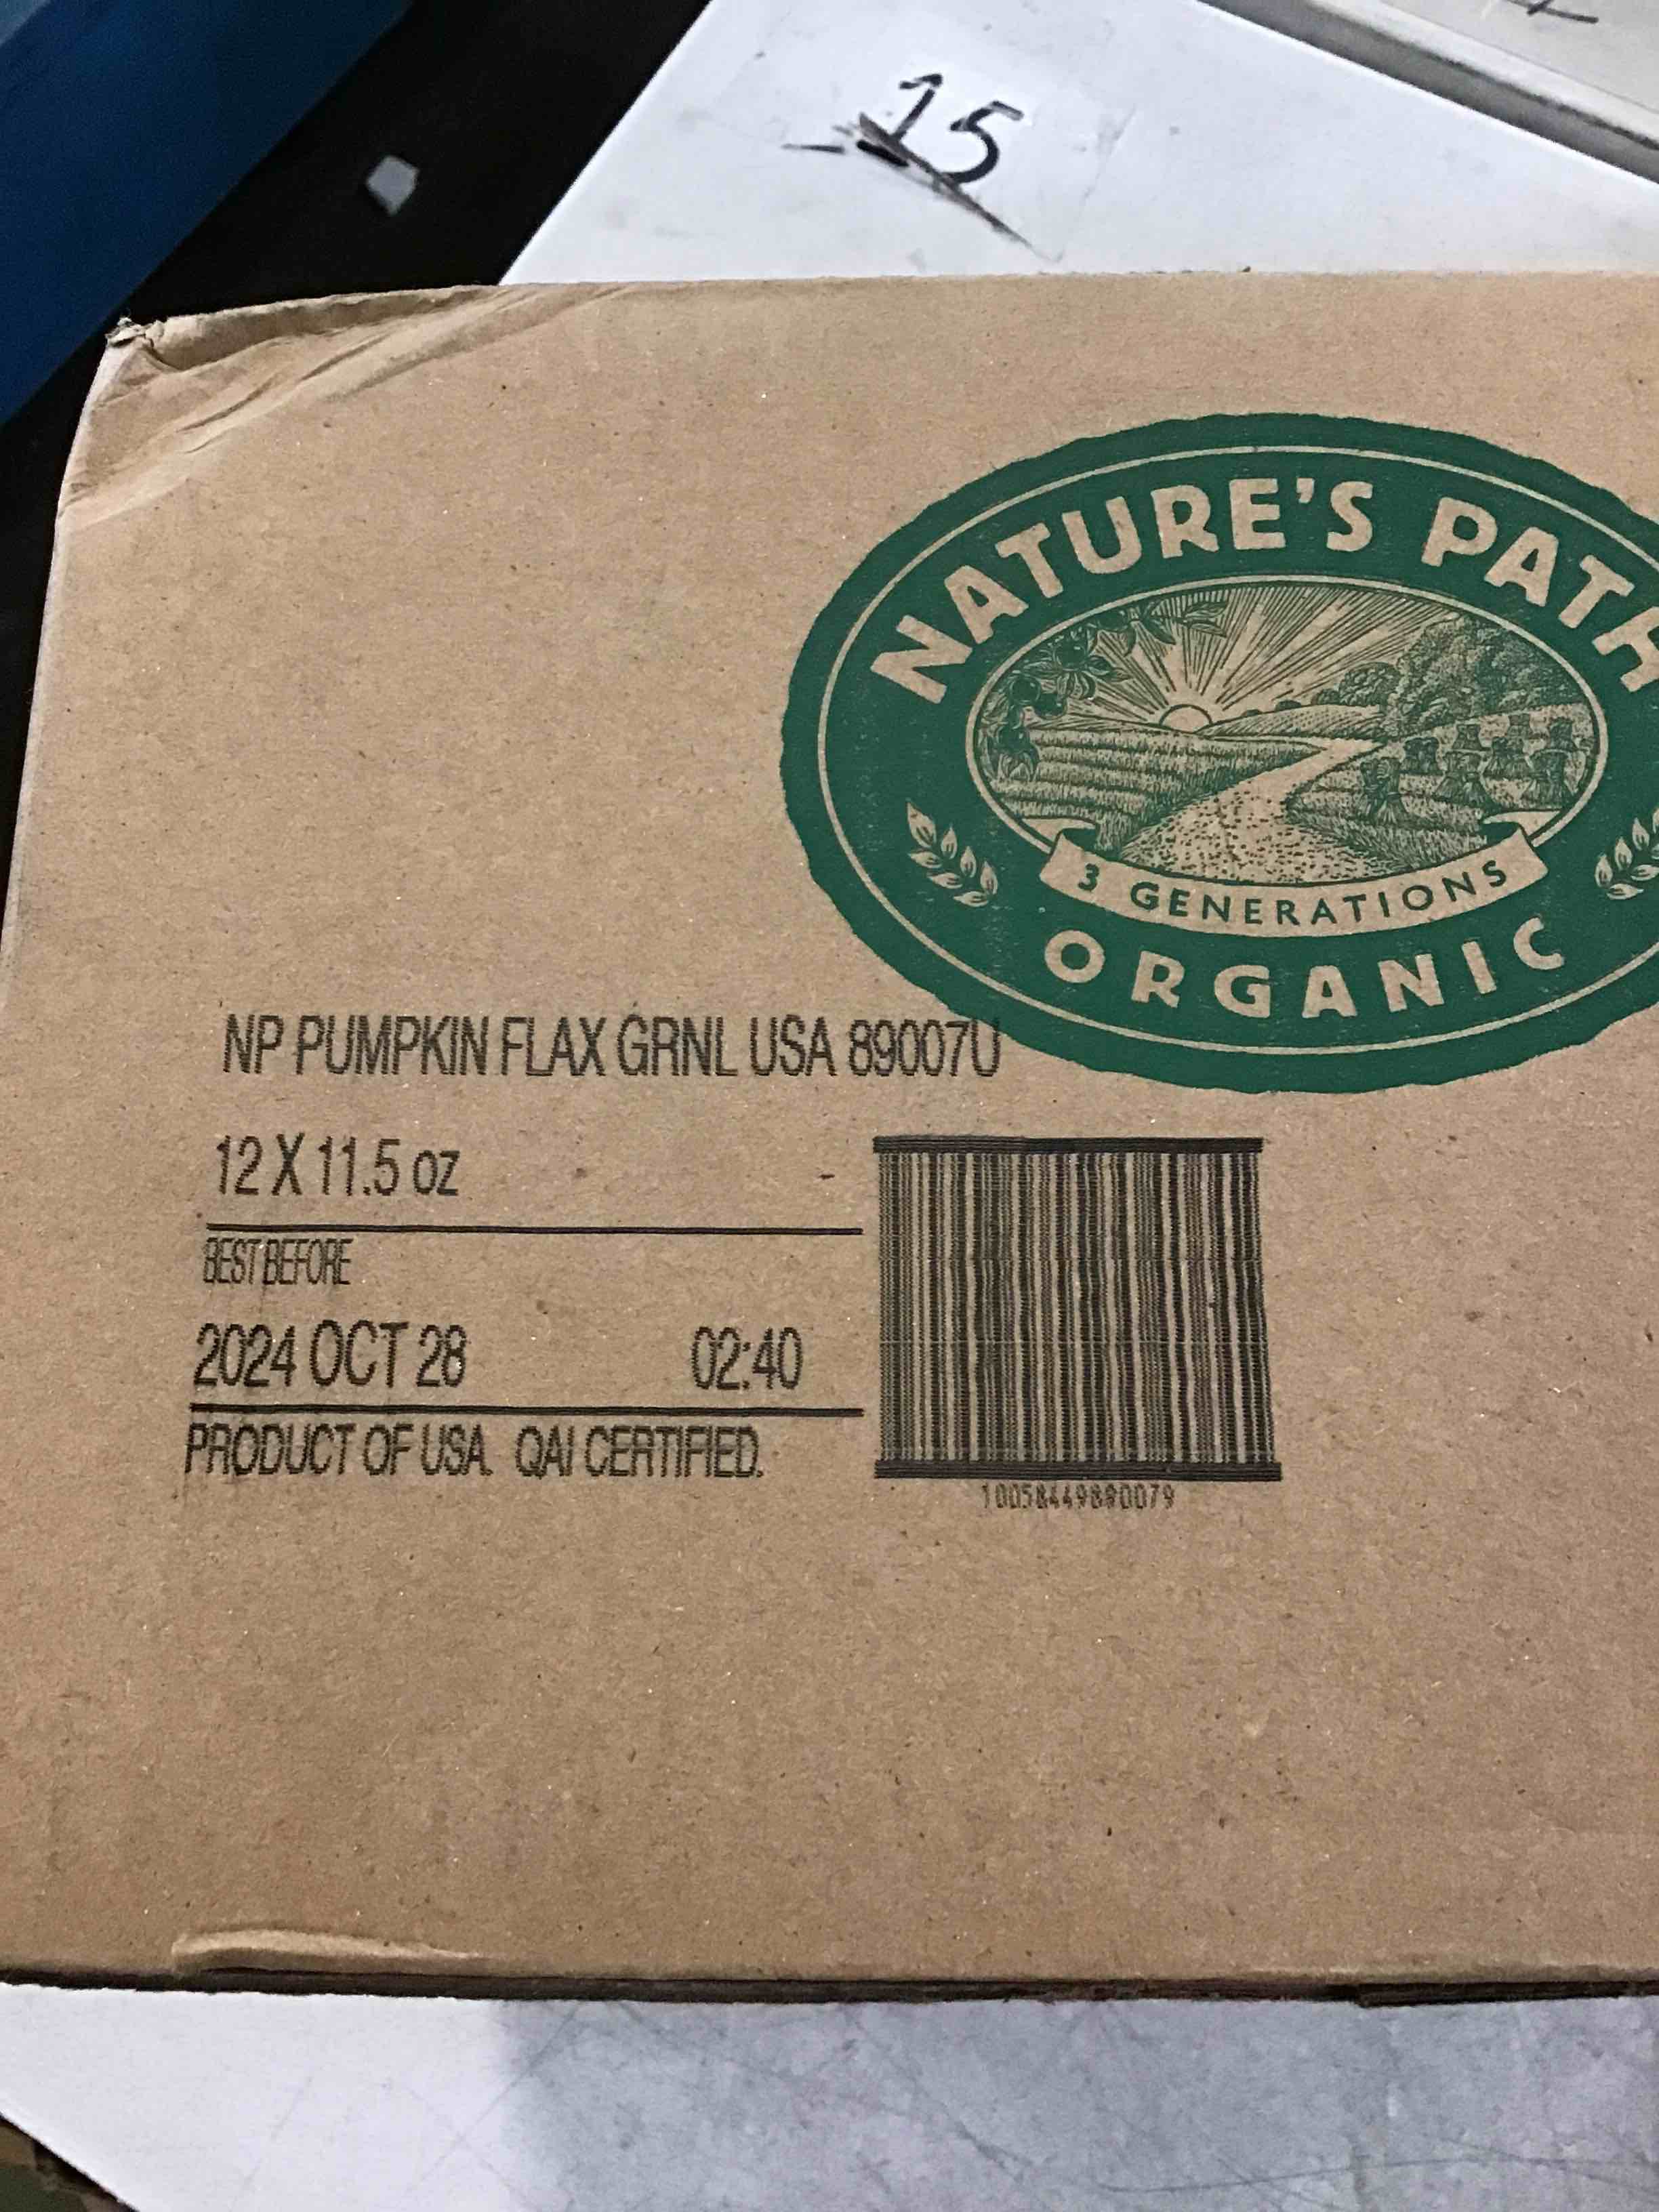 15
NATURE'S PATH
3 GENERATIONS
ORGANIC
NP PUMPKIN FLAX GRNL USA 89007U
12 X 11.5 oz
BEST BEFORE
2024 OCT 28 02:40
PRODUCT OF USA. QAI CERTIFIED.
10058449890079